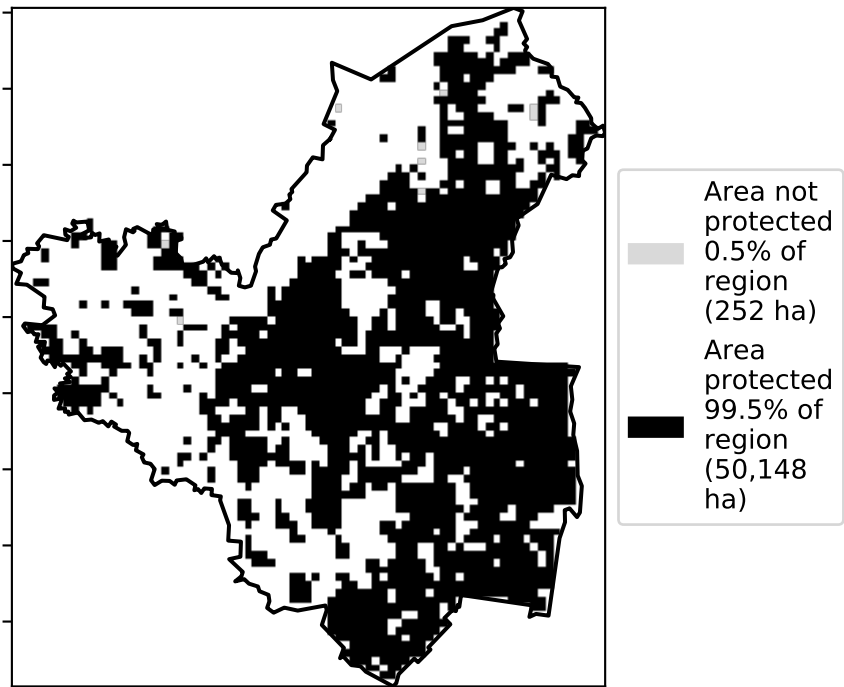 Area not
protected
0.5% of
region
(252 ha)
Area
protected
99.5% of
region
(50,148
ha)